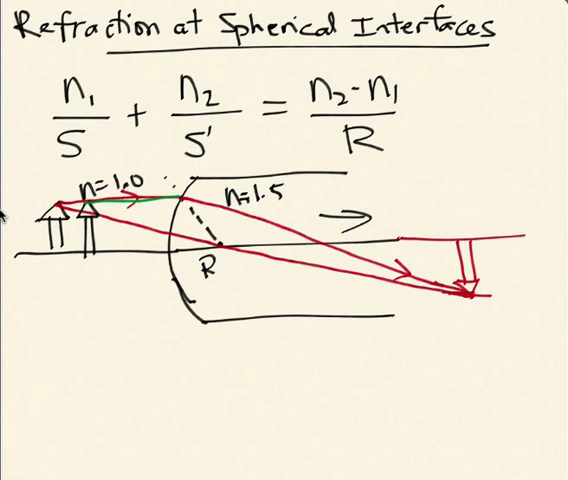 Refraction at Spherical Interfaces
n₁/S + n₂/S' = n₂-n₁/R
n=1.0
n=1.5
R